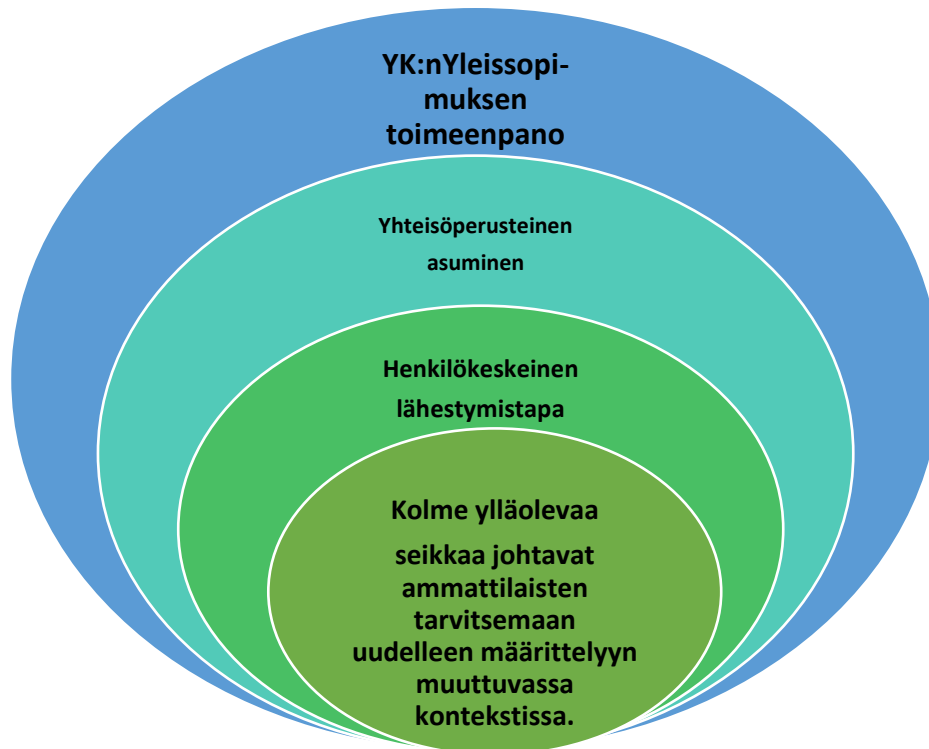 YK:nYleissopi-
muksen
toimeenpano
Yhteisöperusteinen
asuminen
Henkilökeskeinen
lähestymistapa
Kolme ylläolevaa
seikkaa johtavat
ammattilaisten
tarvitsemaan
uudelleen määrittelyyn
muuttuvassa
kontekstissa.